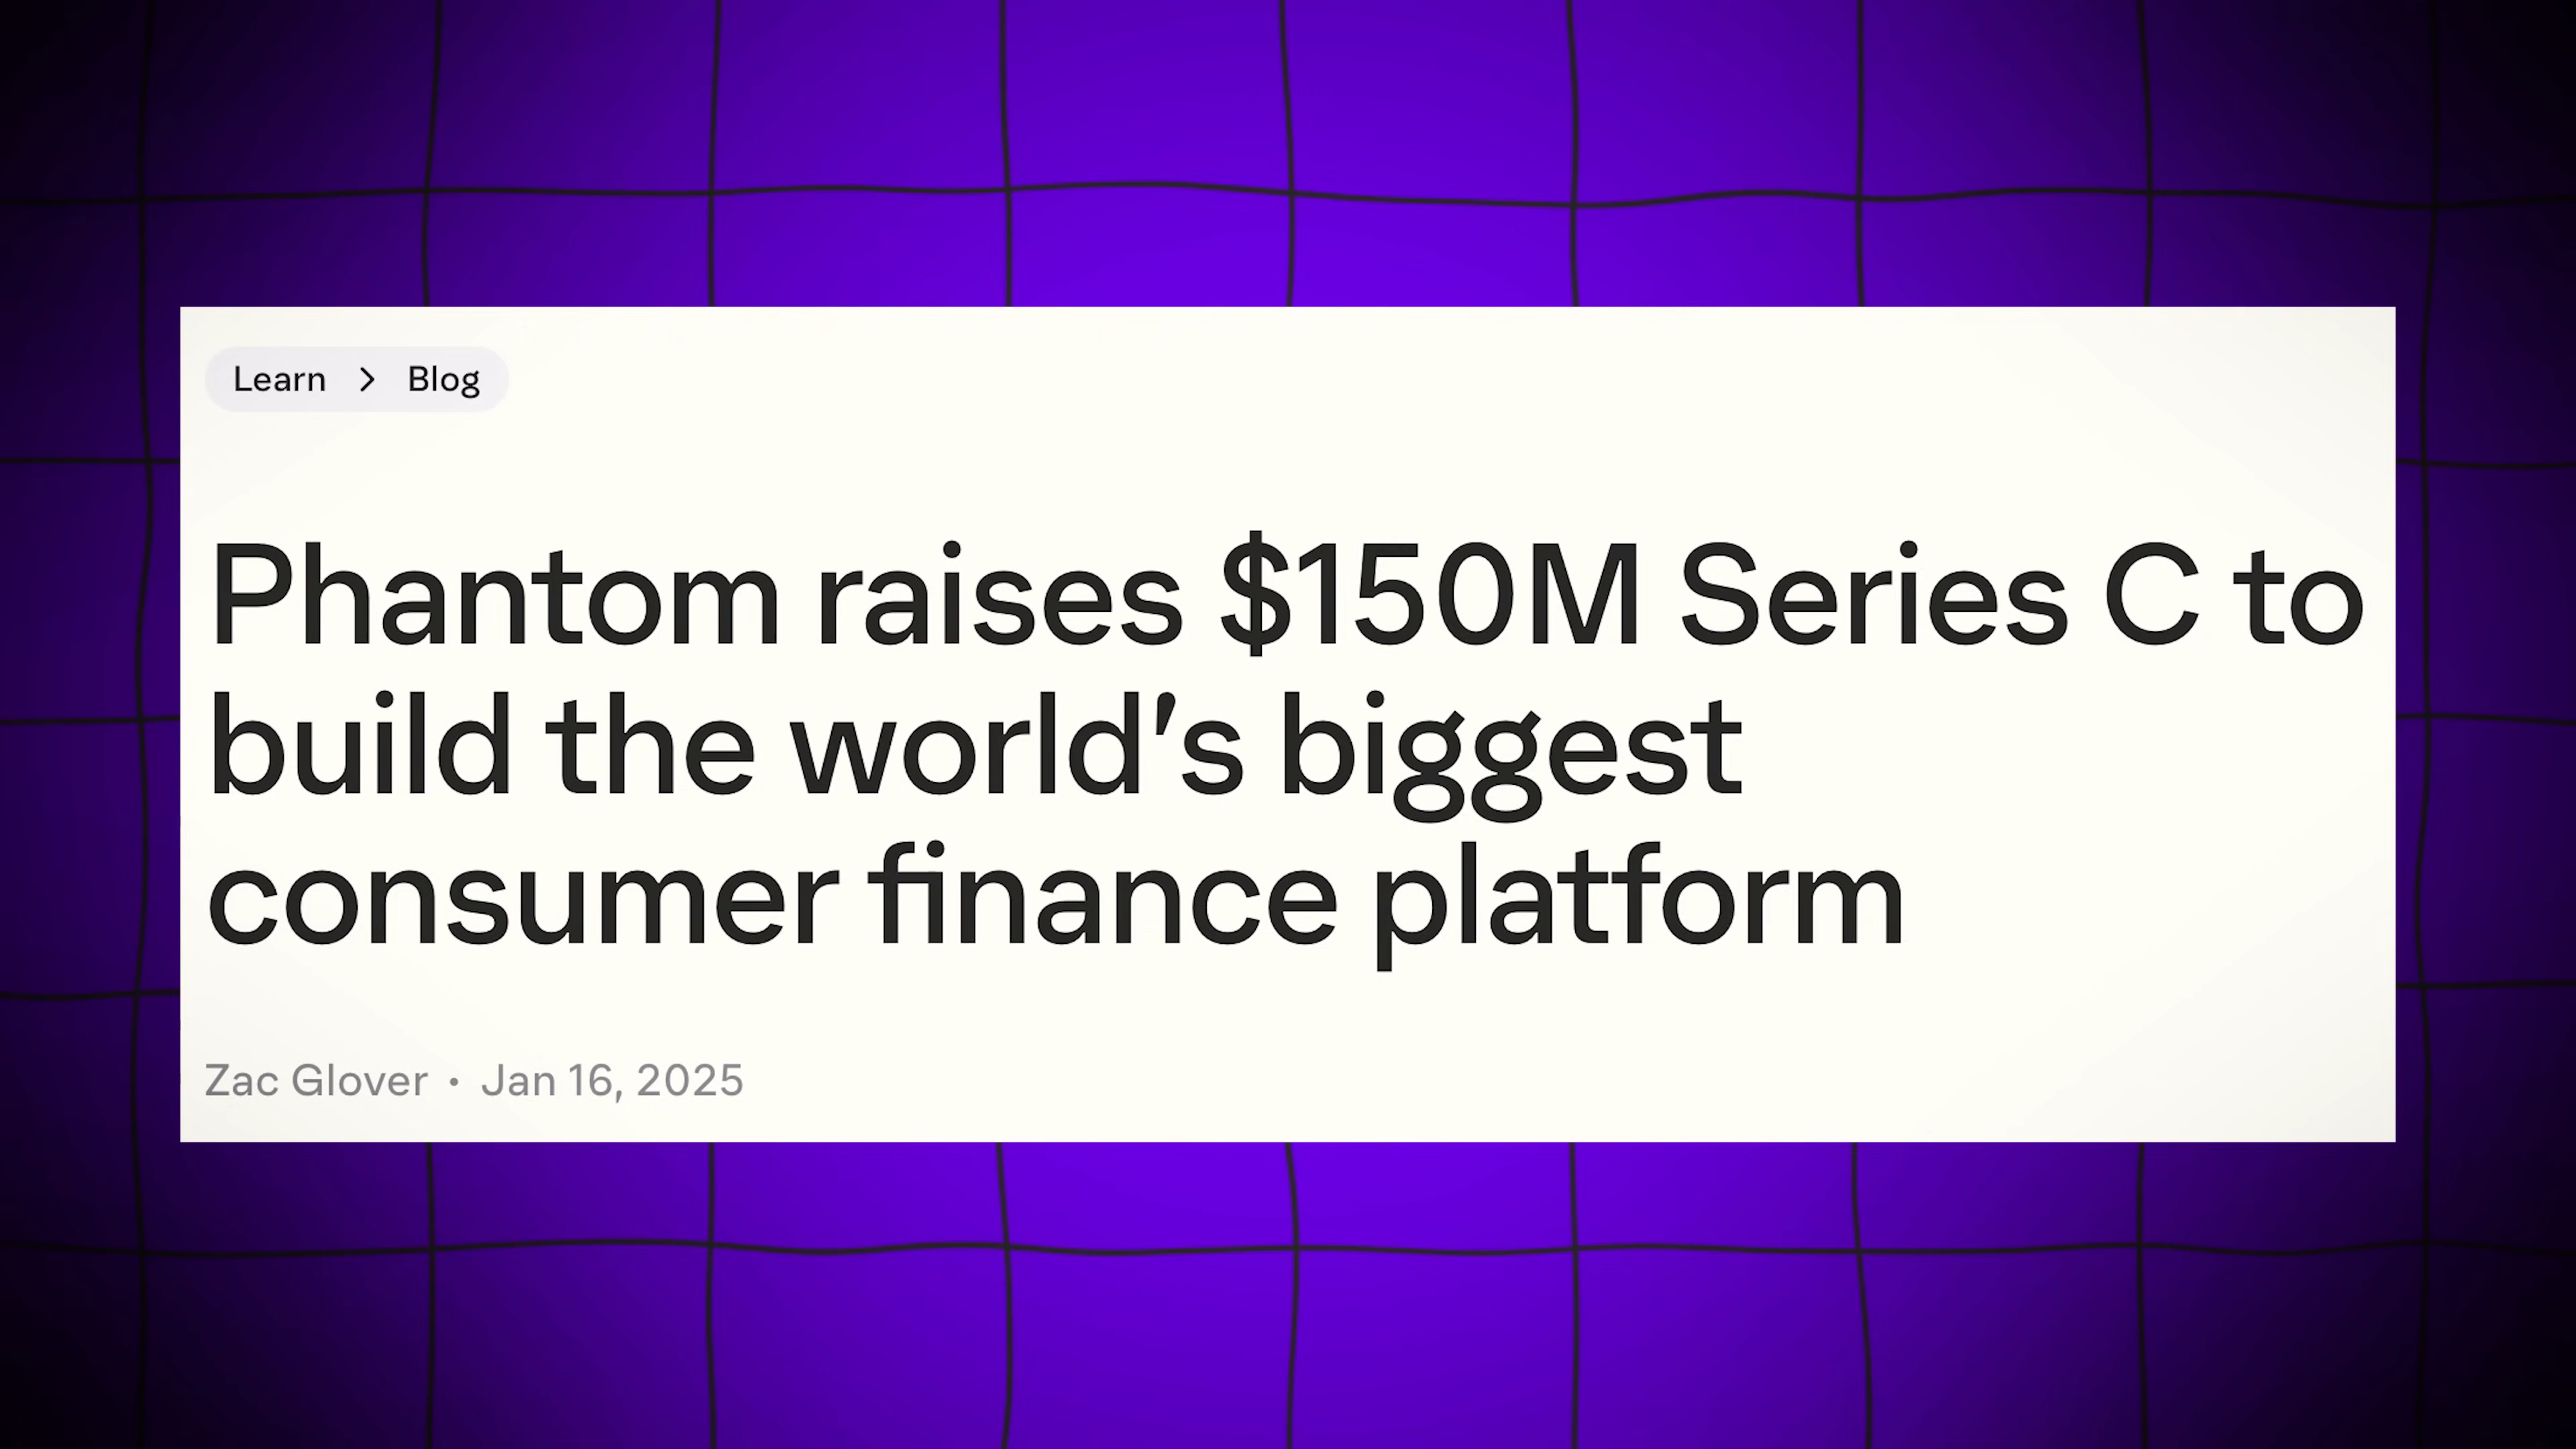 Learn > Blog
Phantom raises $150M Series C to
build the world's biggest
consumer finance platform
Zac Glover • Jan 16, 2025